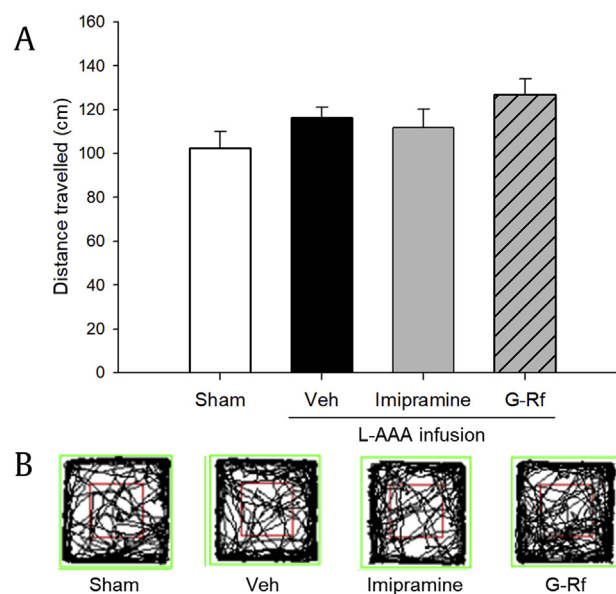 A
Distance travelled (cm)
160
140
120
100
80
60
40
20
0
Sham Veh Imipramine G-Rf
L-AAA infusion
B
Sham Veh Imipramine G-Rf